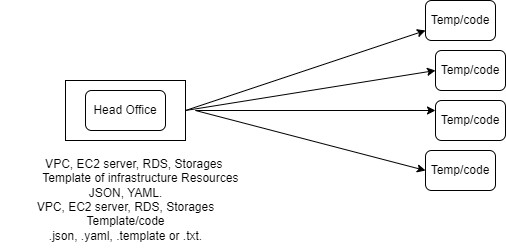 Temp/code
Temp/code
Head Office
Temp/code
Temp/code
VPC, EC2 server, RDS, Storages
Template of infrastructure Resources
JSON, YAML.
VPC, EC2 server, RDS, Storages
Template/code
.json, .yaml, .template or .txt.